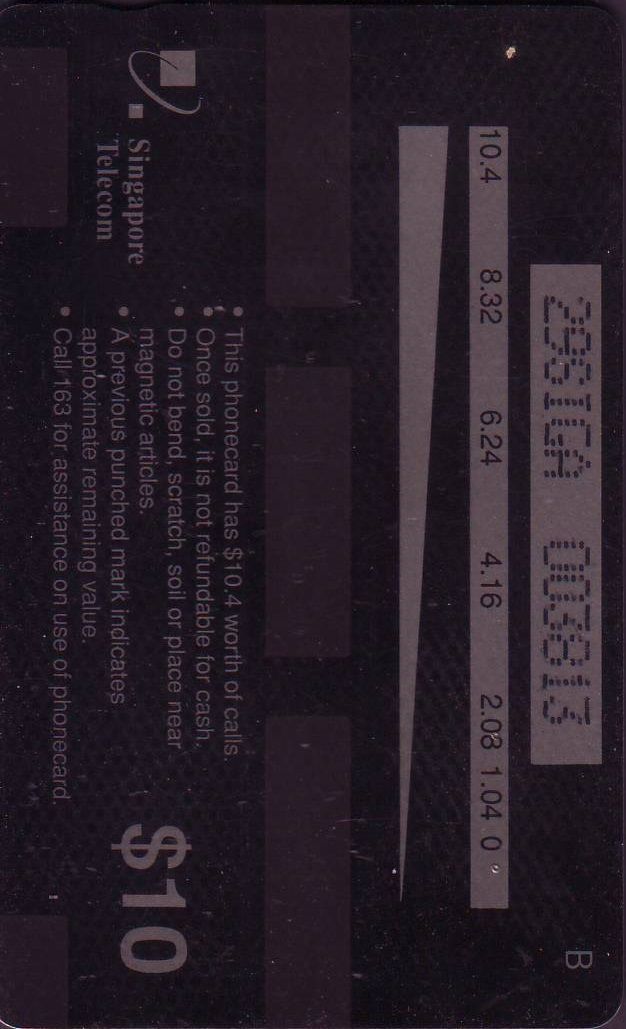 296IGA 003813 B
10.4 8.32 6.24 4.16 2.08 1.04 0
• This phonecard has $10.4 worth of calls.
• Once sold, it is not refundable for cash.
• Do not bend, scratch, soil or place near
magnetic articles.
• A previous punched mark indicates
approximate remaining value.
• Call 163 for assistance on use of phonecard.
Singapore
Telecom
$10